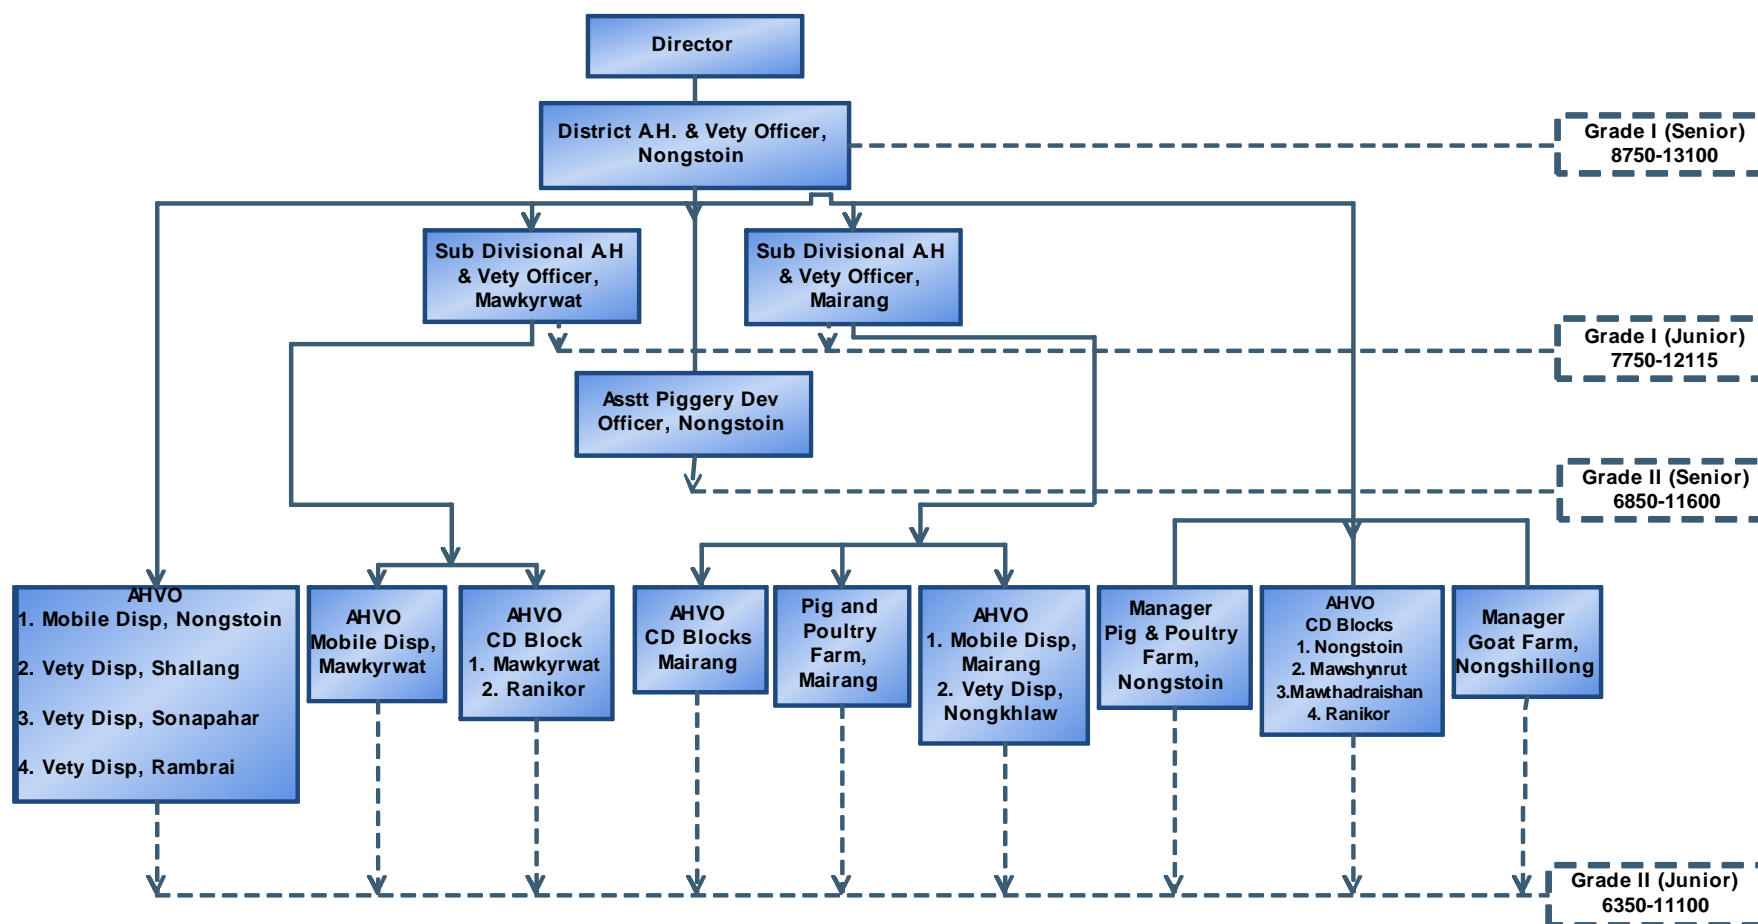 Director
District A.H. & Vety Officer,
Nongstoin
Grade I (Senior)
8750-13100
Sub Divisional A.H
& Vety Officer,
Mawkyrwat
Sub Divisional A.H
& Vety Officer,
Mairang
Grade I (Junior)
7750-12115
Asstt Piggery Dev
Officer, Nongstoin
Grade II (Senior)
6850-11600
AHVO
1. Mobile Disp, Nongstoin
2. Vety Disp, Shallang
3. Vety Disp, Sonapahar
4. Vety Disp, Rambrai
AHVO
Mobile Disp,
Mawkyrwat
AHVO
CD Block
1. Mawkyrwat
2. Ranikor
AHVO
CD Blocks
Mairang
Pig and
Poultry
Farm,
Mairang
AHVO
1. Mobile Disp,
Mairang
2. Vety Disp,
Nongkhlaw
Manager
Pig & Poultry
Farm,
Nongstoin
AHVO
CD Blocks
1. Nongstoin
2. Mawshynrut
3.Mawthadraishan
4. Ranikor
Manager
Goat Farm,
Nongshillong
Grade II (Junior)
6350-11100